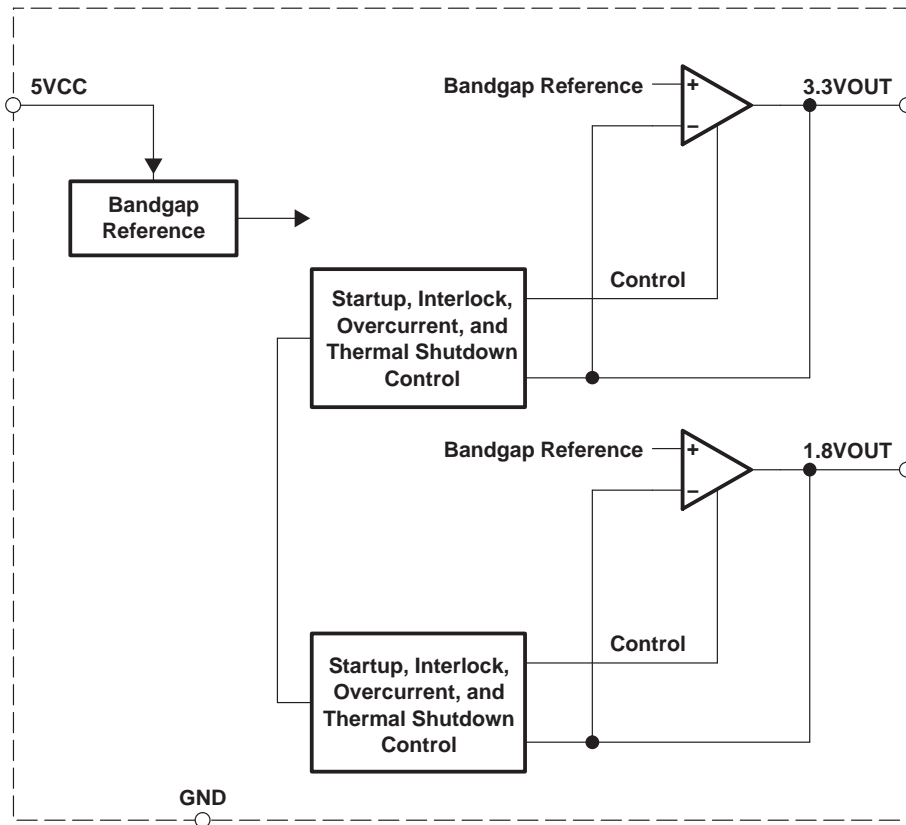 5VCC
Bandgap Reference
+
−
3.3VOUT
Bandgap
Reference
Control
Startup, Interlock,
Overcurrent, and
Thermal Shutdown
Control
Bandgap Reference
+
−
1.8VOUT
Control
Startup, Interlock,
Overcurrent, and
Thermal Shutdown
Control
GND